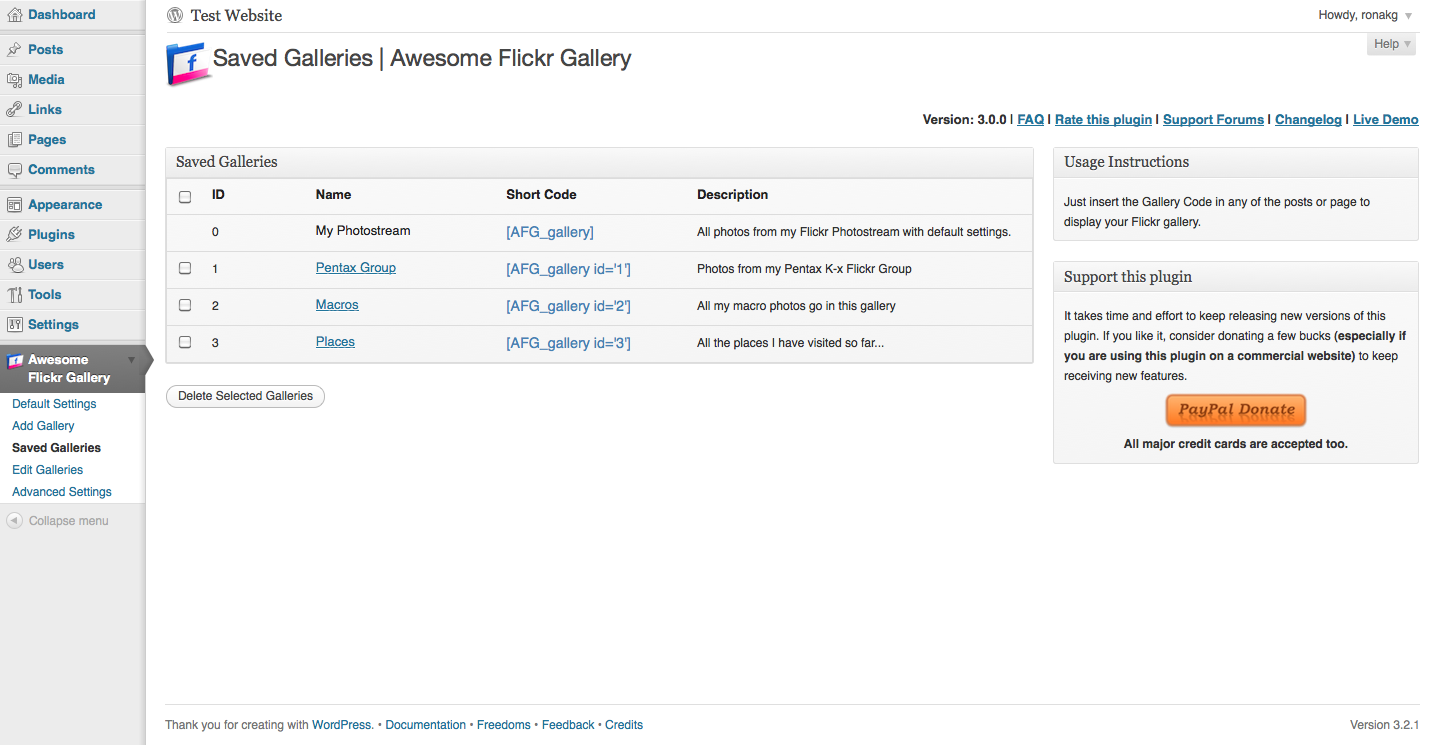 Dashboard
Posts
Media
Links
Pages
Comments
Appearance
Plugins
Users
Tools
Settings
Awesome
Flickr Gallery
Default Settings
Add Gallery
Saved Galleries
Edit Galleries
Advanced Settings
Collapse menu
Test Website
Howdy, ronakg
Help
f
Saved Galleries | Awesome Flickr Gallery
Version: 3.0.0 | FAQ | Rate this plugin | Support Forums | Changelog | Live Demo
Saved Galleries
ID Name Short Code Description
0 My Photostream [AFG_gallery] All photos from my Flickr Photostream with default settings.
1 Pentax Group [AFG_gallery id='1'] Photos from my Pentax K-x Flickr Group
2 Macros [AFG_gallery id='2'] All my macro photos go in this gallery
3 Places [AFG_gallery id='3'] All the places I have visited so far...
Delete Selected Galleries
Usage Instructions
Just insert the Gallery Code in any of the posts or page to
display your Flickr gallery.
Support this plugin
It takes time and effort to keep releasing new versions of this
plugin. If you like it, consider donating a few bucks (especially if
you are using this plugin on a commercial website) to keep
receiving new features.
PayPal Donate
All major credit cards are accepted too.
Thank you for creating with WordPress. • Documentation • Freedoms • Feedback • Credits
Version 3.2.1